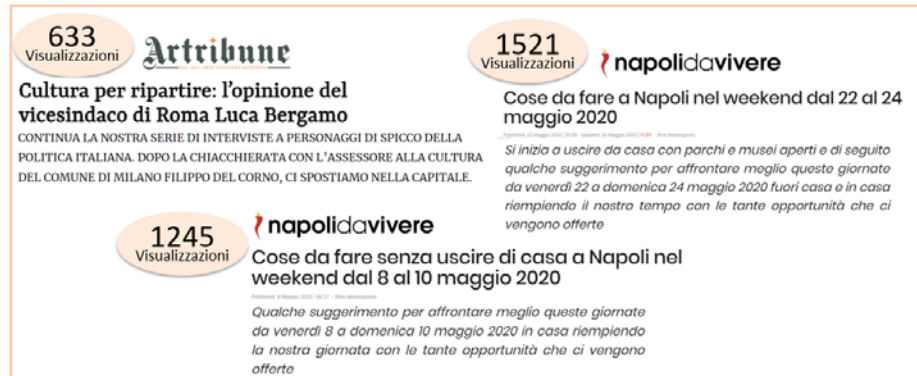 633
Visualizzazioni
Artribune
Cultura per ripartire: l'opinione del
vicesindaco di Roma Luca Bergamo
CONTINUA LA NOSTRA SERIE DI INTERVISTE A PERSONAGGI DI SPICCO DELLA
POLITICA ITALIANA. DOPO LA CHIACCHIERATA CON L'ASSESSORE ALLA CULTURA
DEL COMUNE DI MILANO FILIPPO DEL CORNO, CI SPOSTIAMO NELLA CAPITALE.
1521
Visualizzazioni
napolidavivere
Cose da fare a Napoli nel weekend dal 22 al 24
maggio 2020
Si inizia a uscire da casa con parchi e musei aperti e di seguito
qualche suggerimento per affrontare meglio queste giornate
da venerdì 22 a domenica 24 maggio 2020 fuori casa e in casa
riempiendo il nostro tempo con le tante opportunità che ci
vengono offerte
1245
Visualizzazioni
napolidavivere
Cose da fare senza uscire di casa a Napoli nel
weekend dal 8 al 10 maggio 2020
Qualche suggerimento per affrontare meglio queste giornate
da venerdì 8 a domenica 10 maggio 2020 in casa riempiendo
la nostra giornata con le tante opportunità che ci vengono
offerte